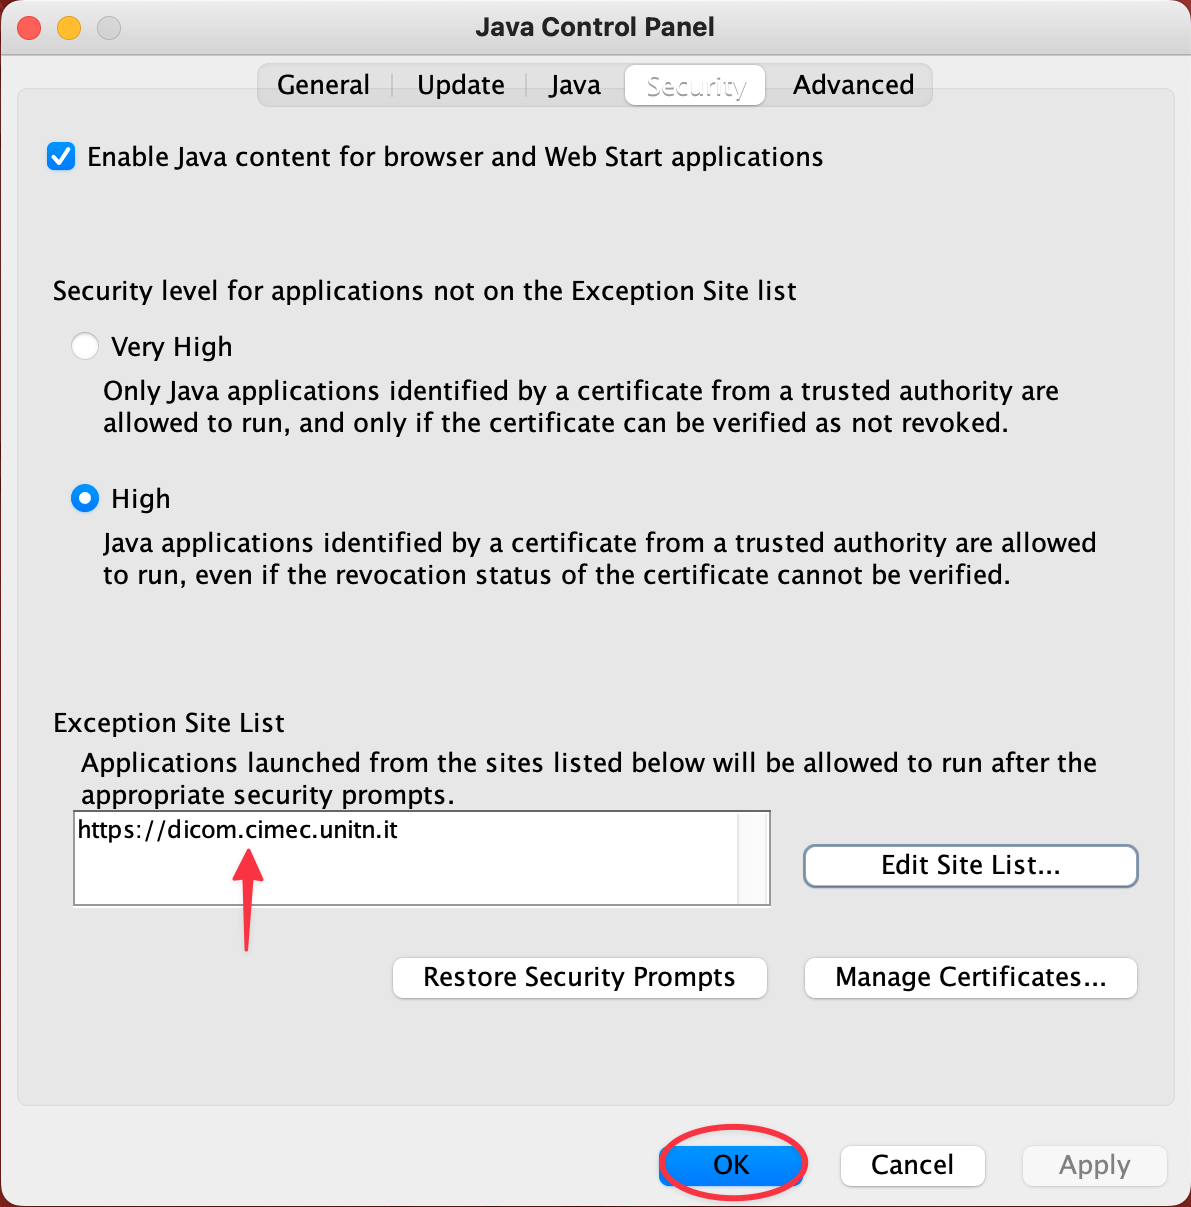 Java Control Panel
General Update Java Security Advanced
Enable Java content for browser and Web Start applications
Security level for applications not on the Exception Site list
Very High
Only Java applications identified by a certificate from a trusted authority are
allowed to run, and only if the certificate can be verified as not revoked.
High
Java applications identified by a certificate from a trusted authority are allowed
to run, even if the revocation status of the certificate cannot be verified.
Exception Site List
Applications launched from the sites listed below will be allowed to run after the
appropriate security prompts.
https://dicom.cimec.unitn.it
Edit Site List...
Restore Security Prompts Manage Certificates...
OK Cancel Apply